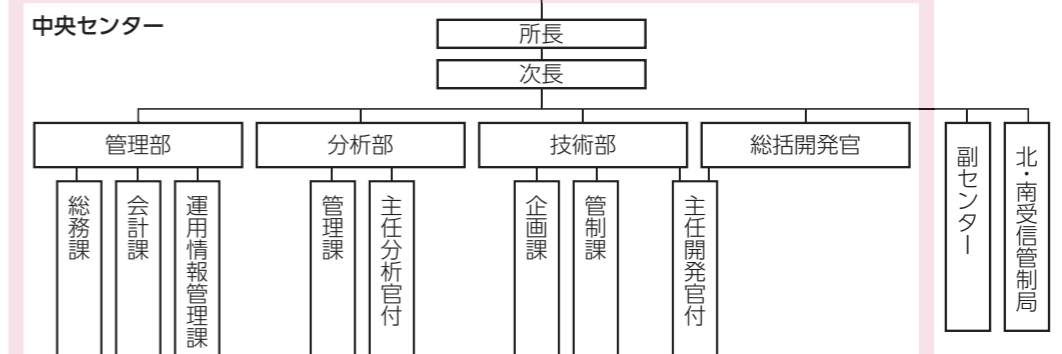 中央センター
所長
次長
管理部
分析部
技術部
総括開発官
副センター
北・南受信管制局
総務課
会計課
運用情報管理課
管理課
主任分析官付
企画課
管制課
主任開発官付